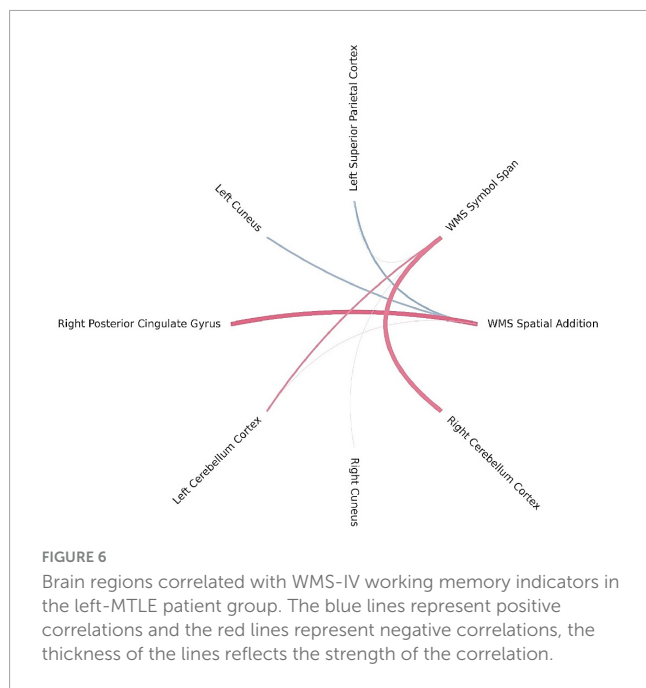 Left Superior Parietal Cortex
WMS Symbol Span
Left Cuneus
Right Posterior Cingulate Gyrus
WMS Spatial Addition
Left Cerebellum Cortex
Right Cerebellum Cortex
Right Cuneus
FIGURE 6
Brain regions correlated with WMS-IV working memory indicators in
the left-MTLE patient group. The blue lines represent positive
correlations and the red lines represent negative correlations, the
thickness of the lines reflects the strength of the correlation.